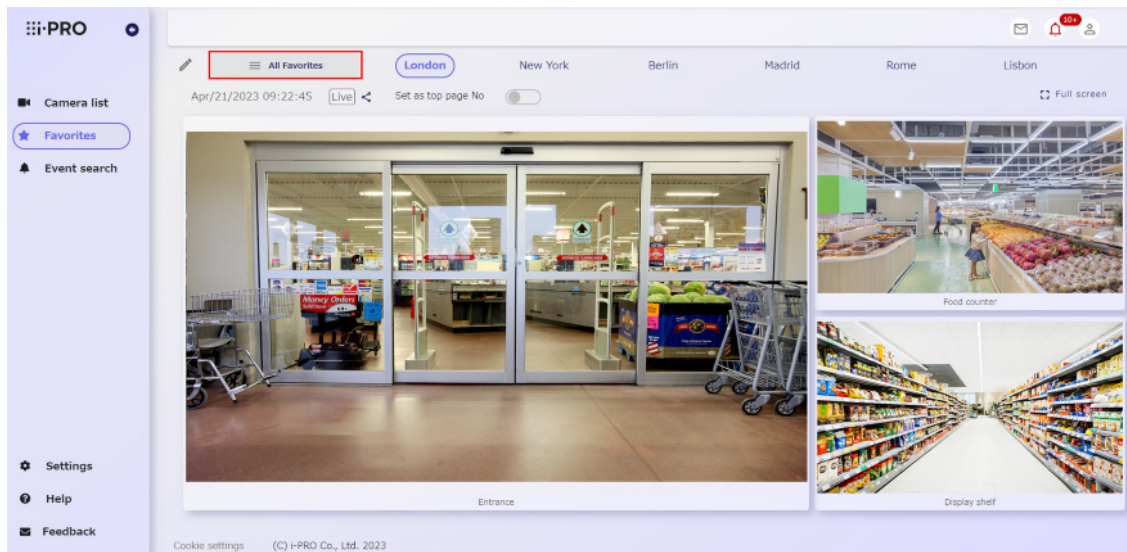 i-PRO
10+
All Favorites
London
New York
Berlin
Madrid
Rome
Lisbon
Apr/21/2023 09:22:45
Live
Set as top page No
Full screen
Camera list
Favorites
Event search
Money Orders
Food counter
Entrance
Display shelf
Settings
Help
Feedback
Cookie settings
(C) i-PRO Co., Ltd. 2023